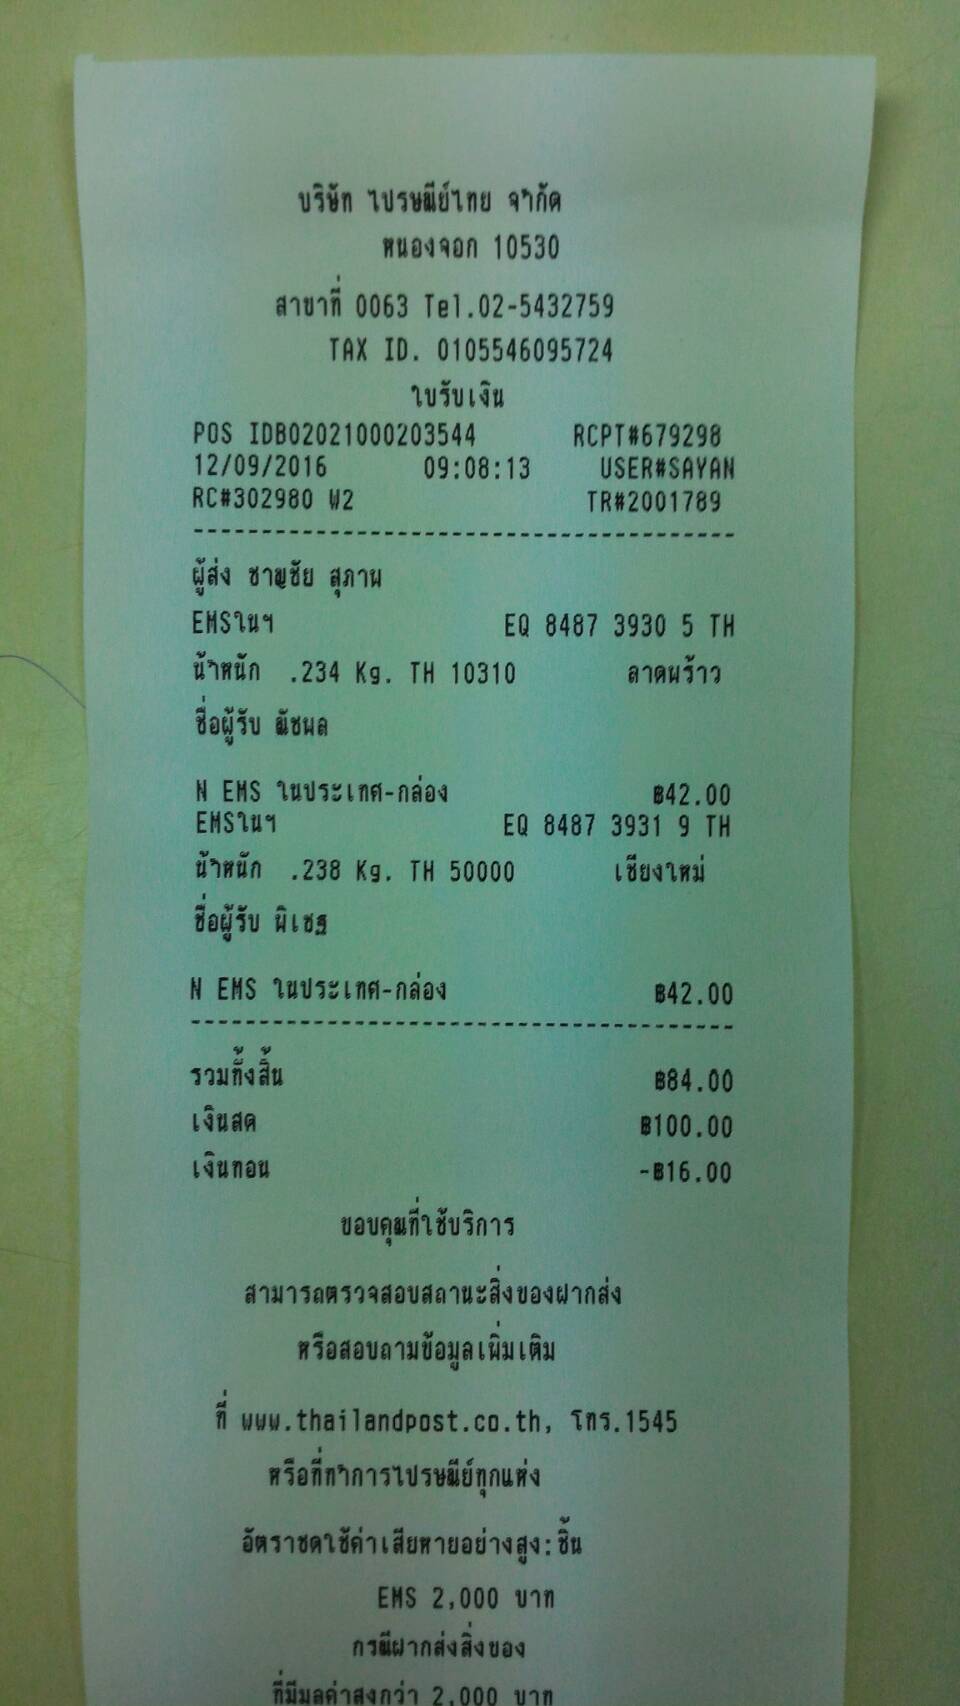 บริษัท ไปรษณีย์ไทย จำกัด
หนองจอก 10530
สาขาที่ 0063 Tel.02-5432759
TAX ID. 0105546095724
ใบรับเงิน
POS IDB02021000203544 RCPT#679298
12/09/2016 09:08:13 USER#SAYAN
RC#302980 W2 TR#2001789
ผู้ส่ง ชาญชัย สุภาพ
EMSในฯ EQ 8487 3930 5 TH
น้ำหนัก .234 Kg. TH 10310 ลาดพร้าว
ชื่อผู้รับ ณัชพล
N EMS ในประเทศ-กล่อง ฿42.00
EMSในฯ EQ 8487 3931 9 TH
น้ำหนัก .238 Kg. TH 50000 เชียงใหม่
ชื่อผู้รับ พิเชฐ
N EMS ในประเทศ-กล่อง ฿42.00
รวมทั้งสิ้น ฿84.00
เงินสด ฿100.00
เงินทอน -฿16.00
ขอบคุณที่ใช้บริการ
สามารถตรวจสอบสถานะสิ่งของฝากส่ง
หรือสอบถามข้อมูลเพิ่มเติม
ที่ www.thailandpost.co.th, โทร.1545
หรือที่ทำการไปรษณีย์ทุกแห่ง
อัตราชดใช้ค่าเสียหายอย่างสูง:ชิ้น
EMS 2,000 บาท
กรณีฝากส่งสิ่งของ
ที่มีมูลค่าสูงกว่า 2,000 บาท